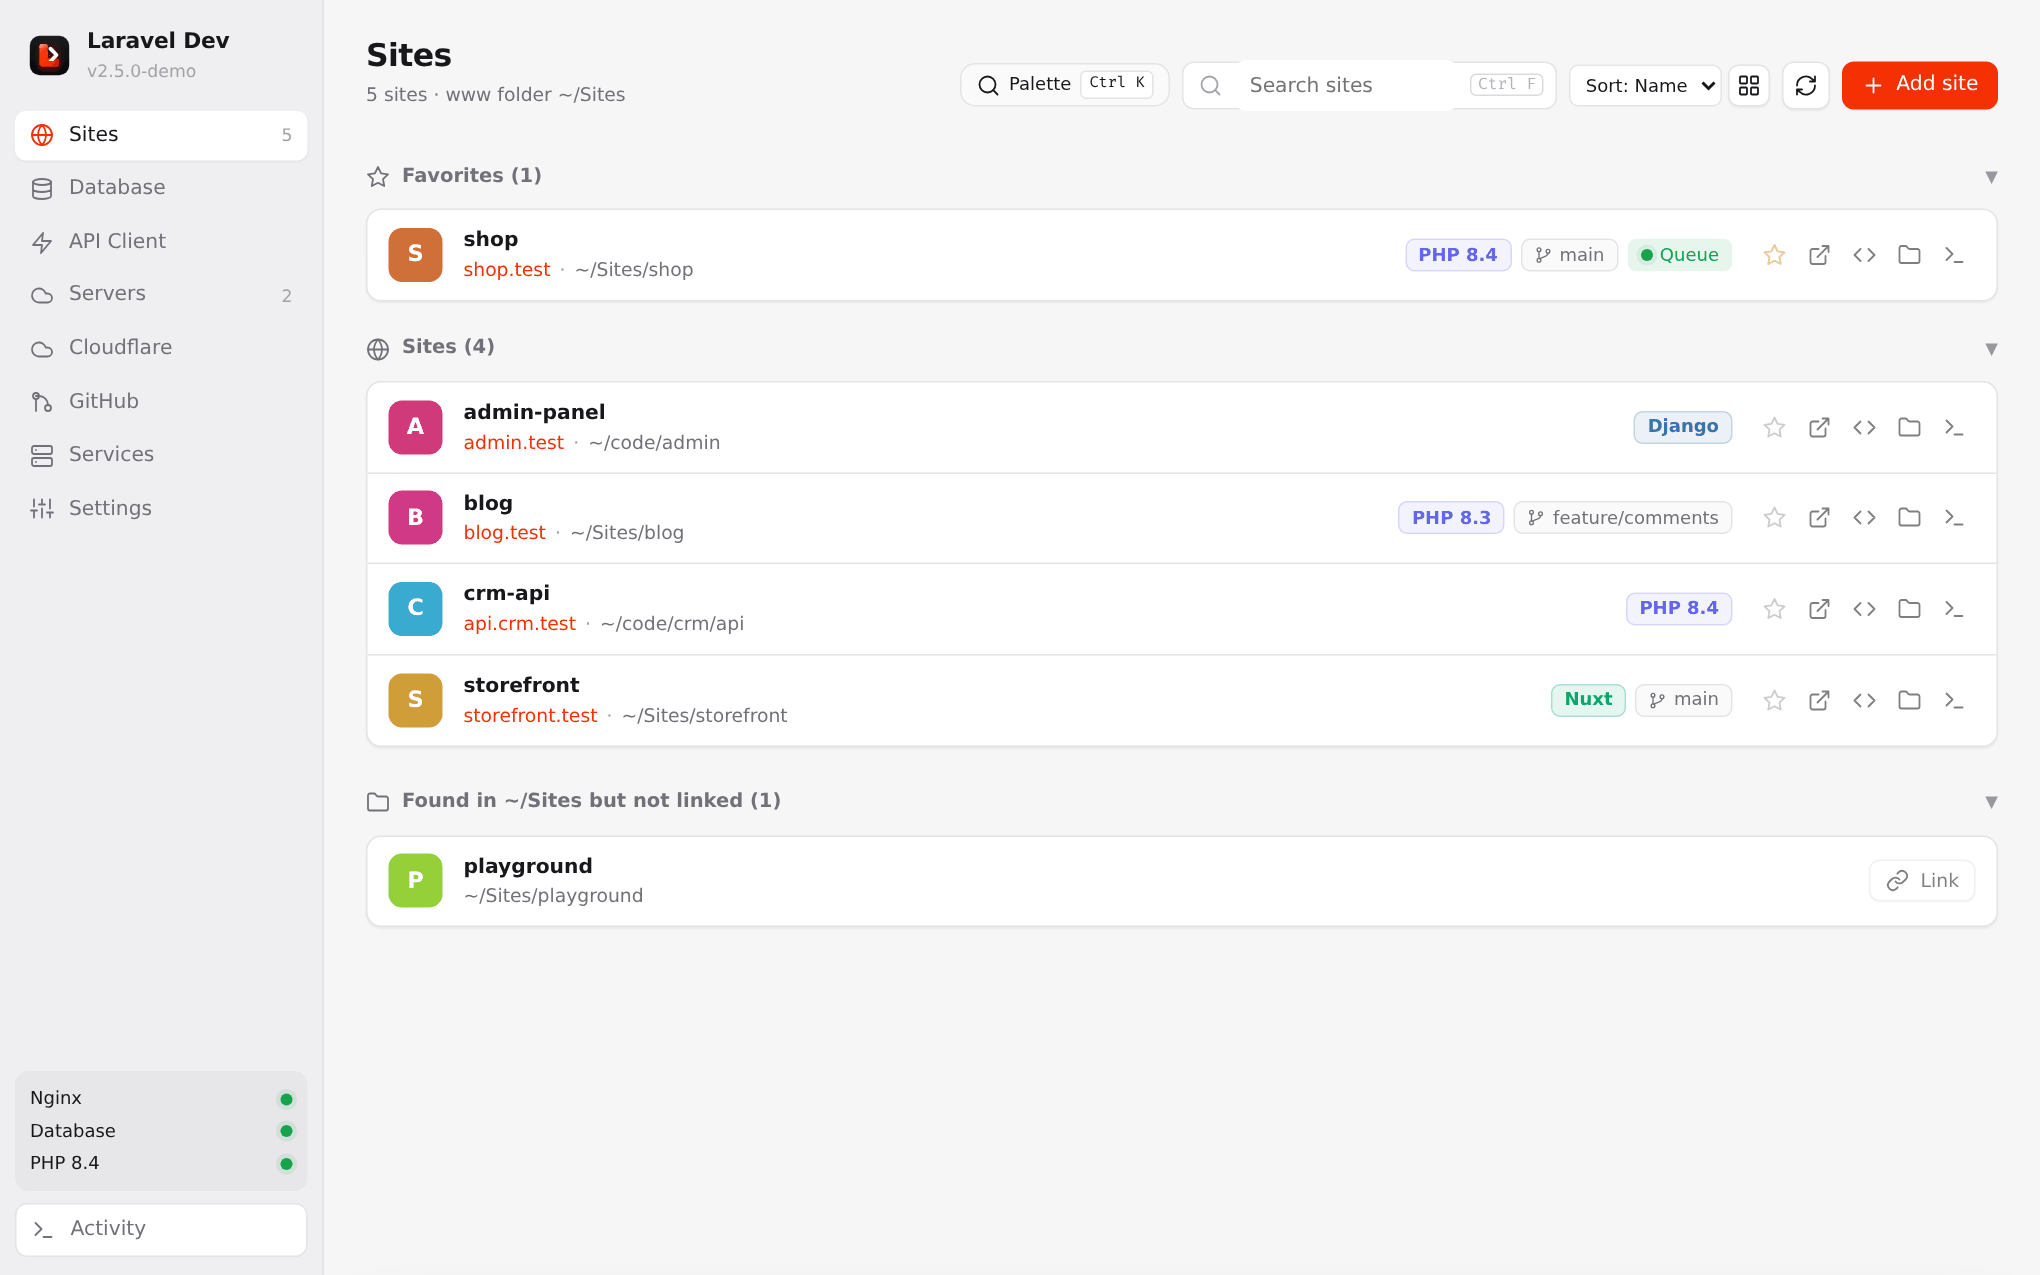 Laravel Dev
v2.5.0-demo
Sites 5
Database
API Client
Servers 2
Cloudflare
GitHub
Services
Settings
Nginx
Database
PHP 8.4
Activity
Sites
5 sites · www folder ~/Sites
Palette Ctrl K
Search sites Ctrl F
Sort: Name
+ Add site
Favorites (1) ▼
S
shop
shop.test · ~/Sites/shop
PHP 8.4 main Queue
Sites (4) ▼
A
admin-panel
admin.test · ~/code/admin
Django
B
blog
blog.test · ~/Sites/blog
PHP 8.3 feature/comments
C
crm-api
api.crm.test · ~/code/crm/api
PHP 8.4
S
storefront
storefront.test · ~/Sites/storefront
Nuxt main
Found in ~/Sites but not linked (1) ▼
P
playground
~/Sites/playground
Link